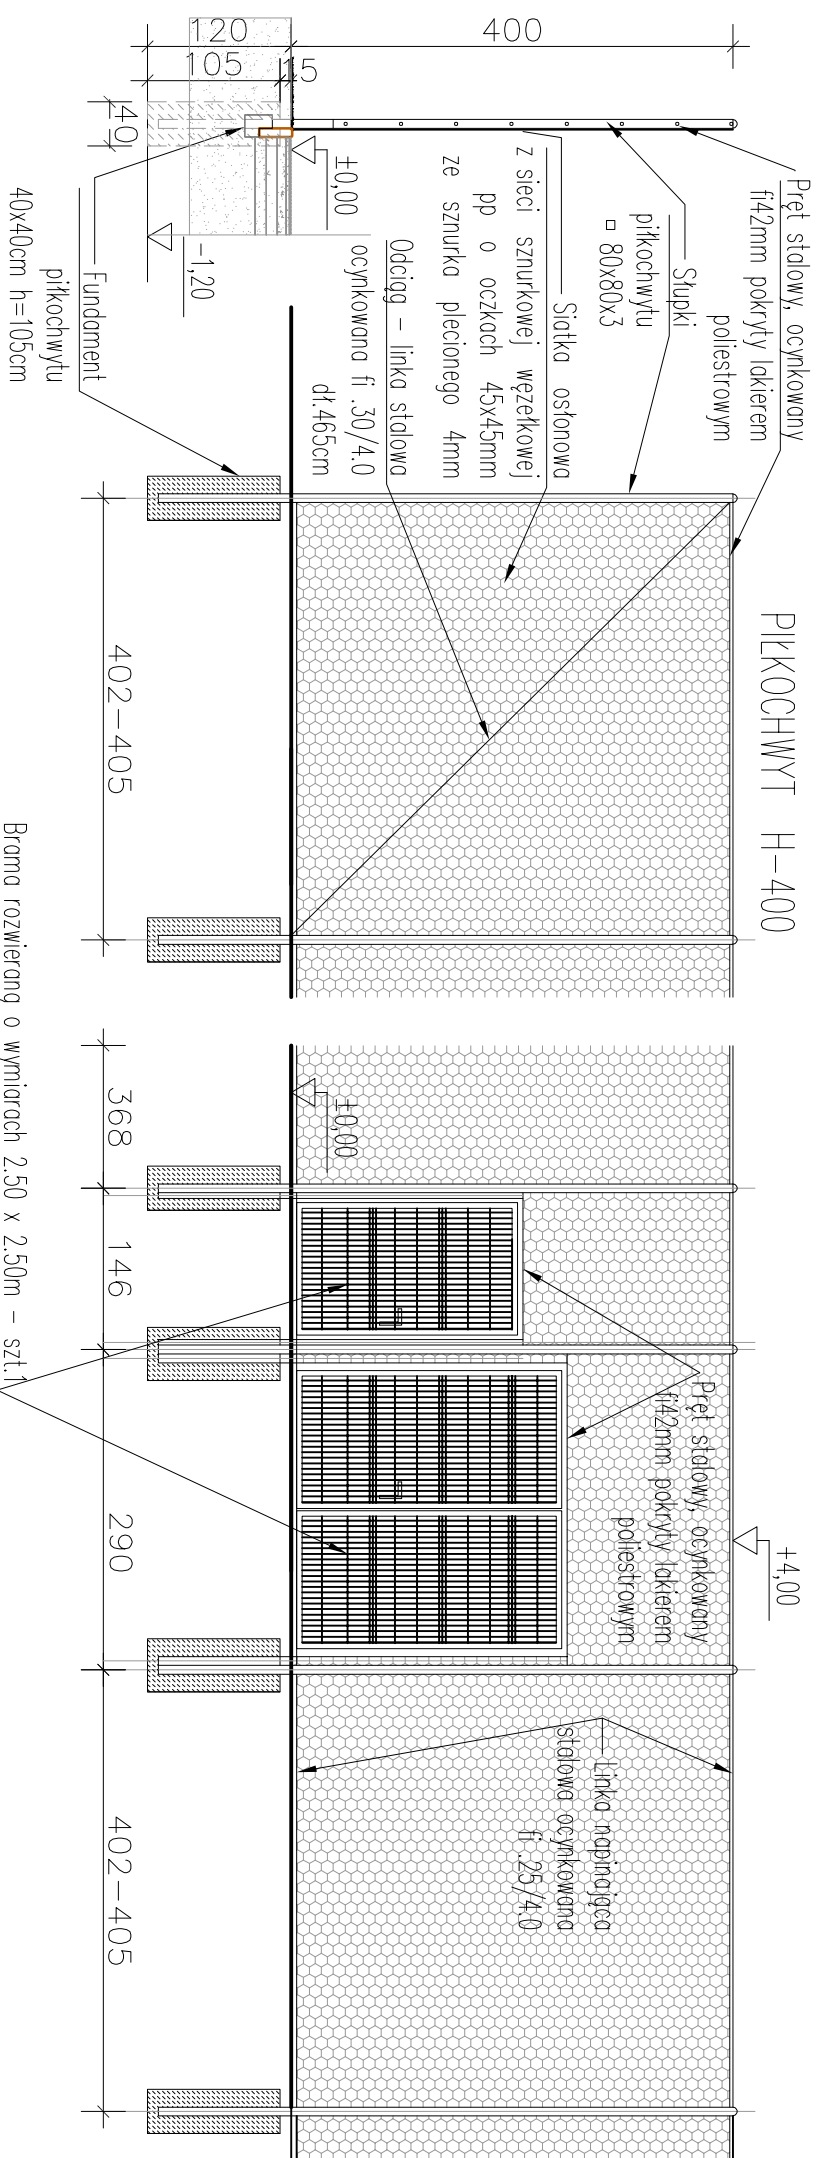 PIŁKOCHWYT H-400
Pręt stalowy, ocynkowany
fi42mm pokryty lakierem
poliestrowym
Słupki
piłkochwytu
80x80x3
Siatka osłonowa
z sieci sznurkowej węzełkowej
pp o oczkach 45x45mm
ze sznurka plecionego 4mm
Odciąg - linka stalowa
ocynkowana fi .30/4.0
dł.465cm
±0,00
-1,20
Fundament
piłkochwytu
40x40cm h=105cm
400
120
15
105
40
402-405
+4,00
Pręt stalowy, ocynkowany
fi42mm pokryty lakierem
poliestrowym
Linka napinająca
stalowa ocynkowana
fi .25/4.0
±0,00
368
146
290
402-405
Brama rozwierana o wymiarach 2.50 x 2.50m - szt.1